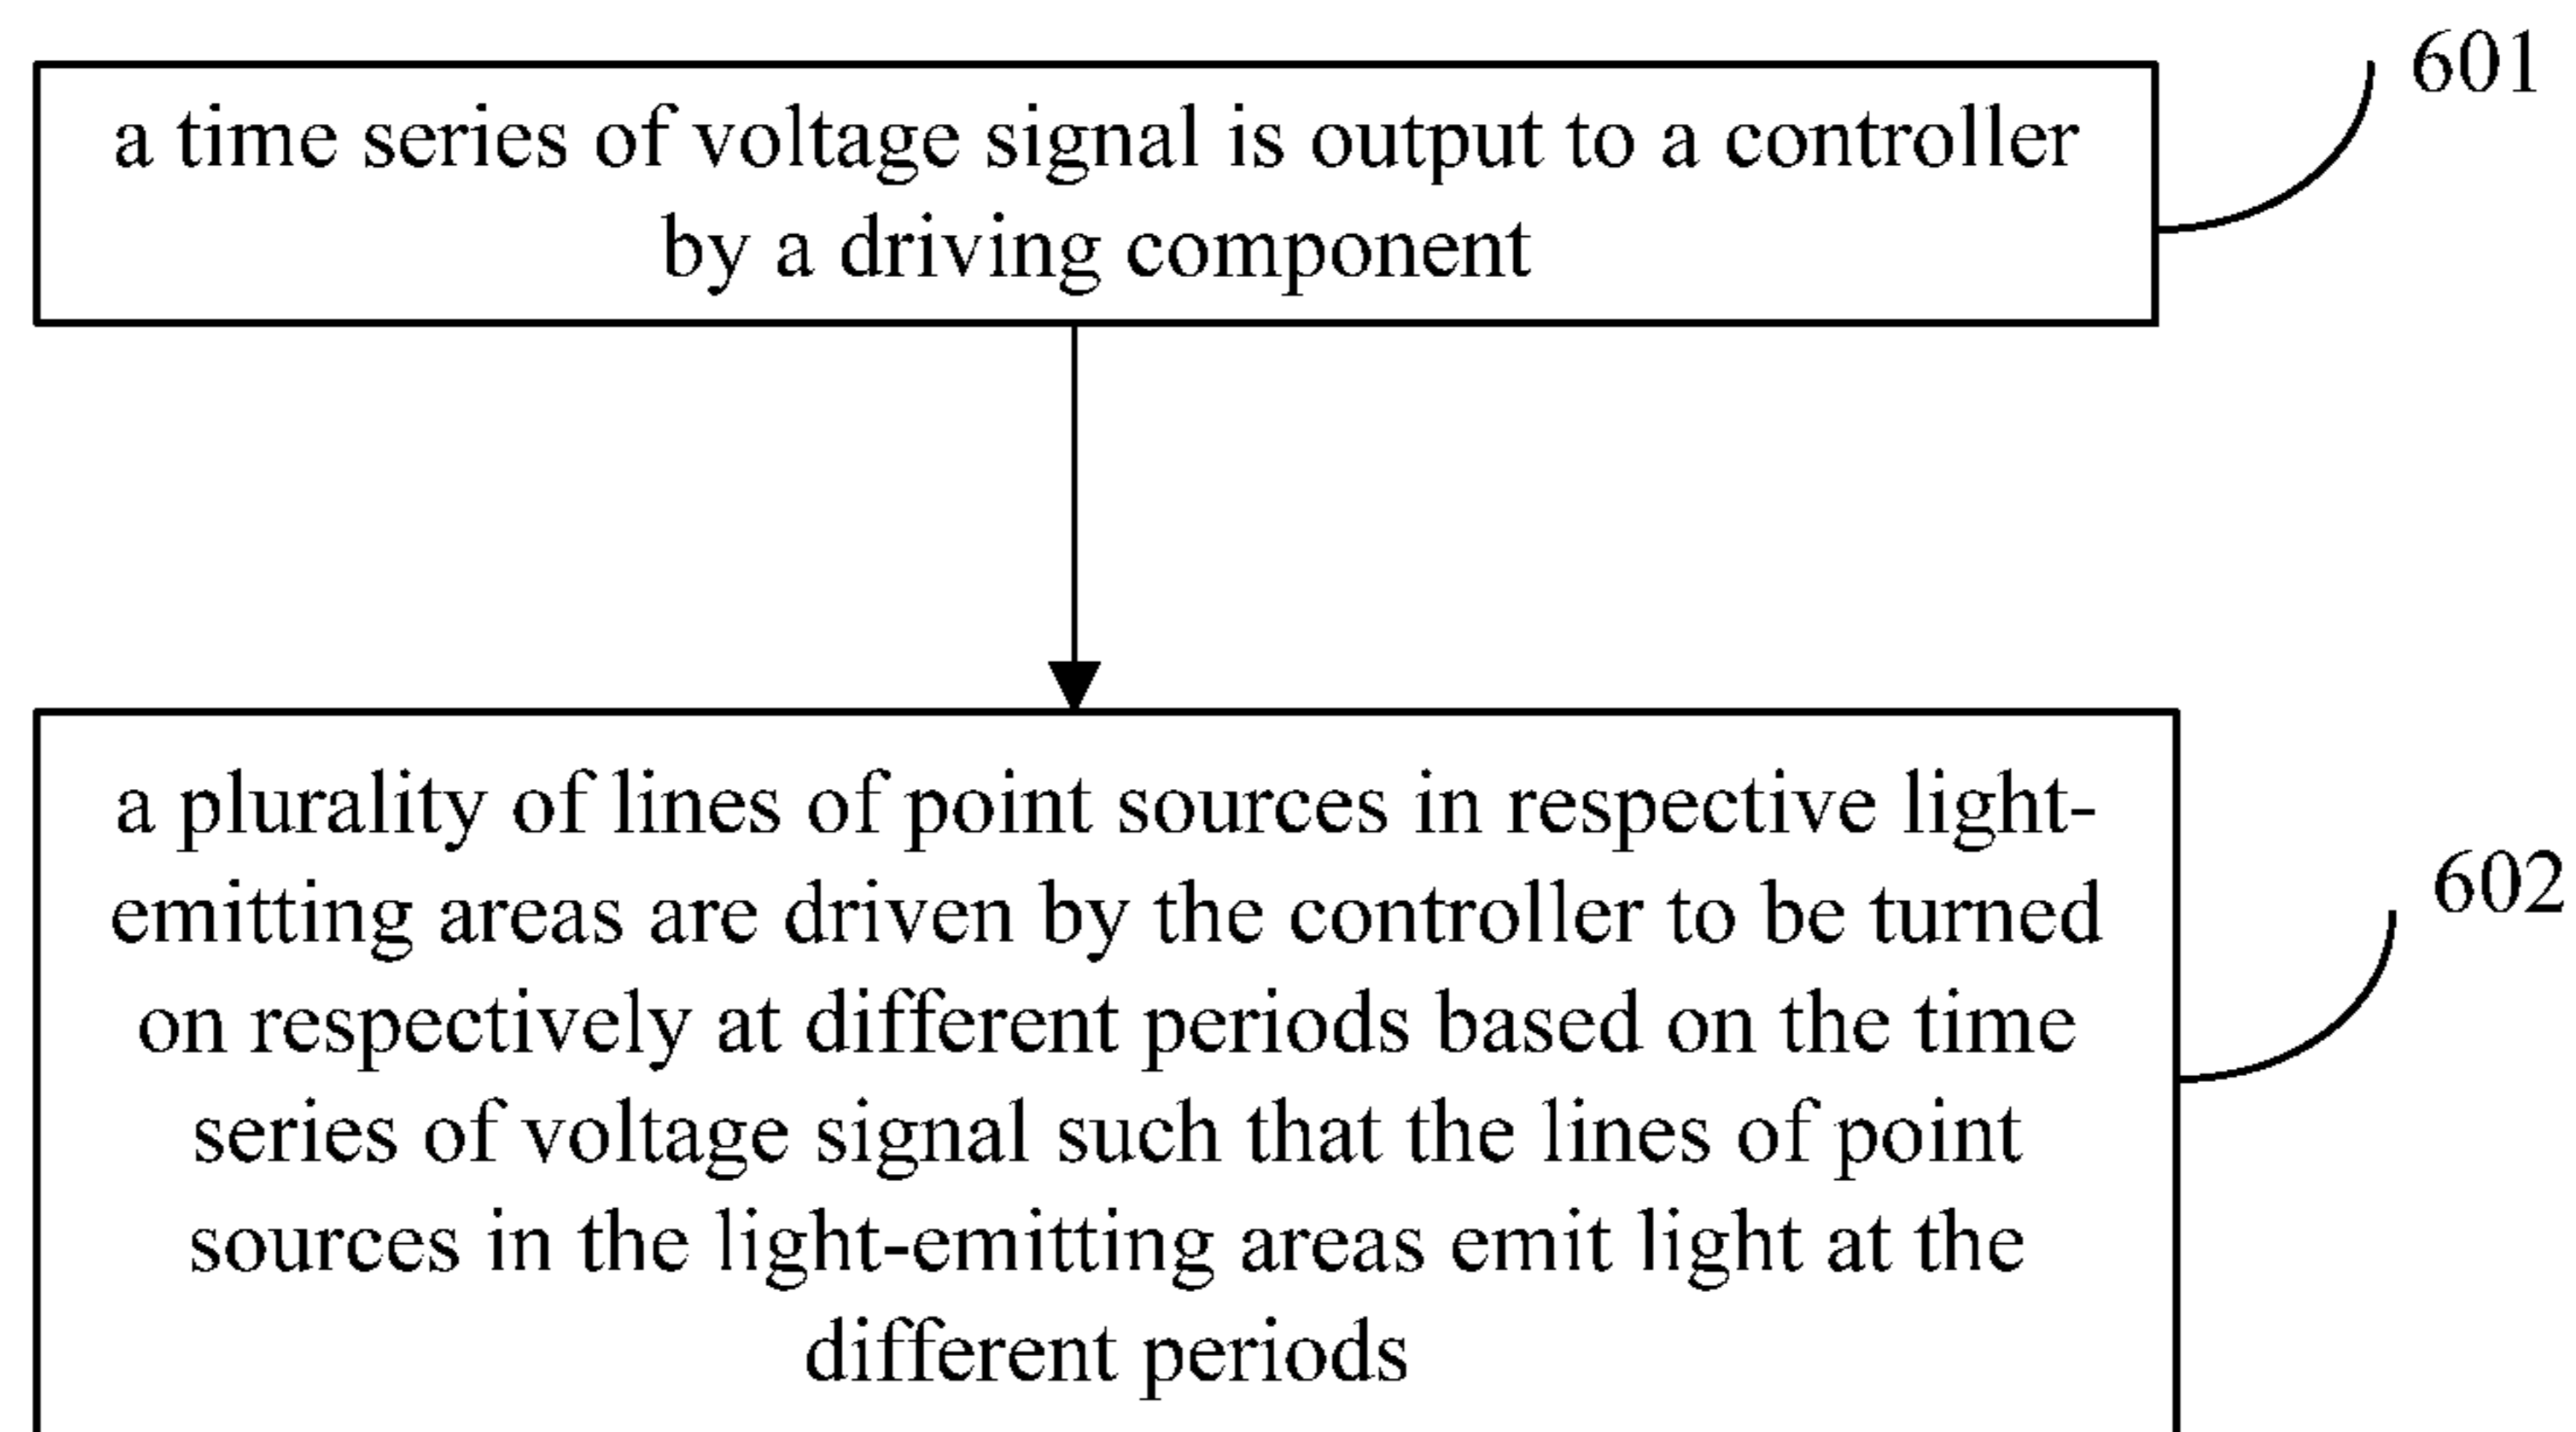 601
a time series of voltage signal is output to a controller
by a driving component
a plurality of lines of point sources in respective light-
emitting areas are driven by the controller to be turned
602
on respectively at different periods based on the time
series of voltage signal such that the lines of point
sources in the light-emitting areas emit light at the
different periods